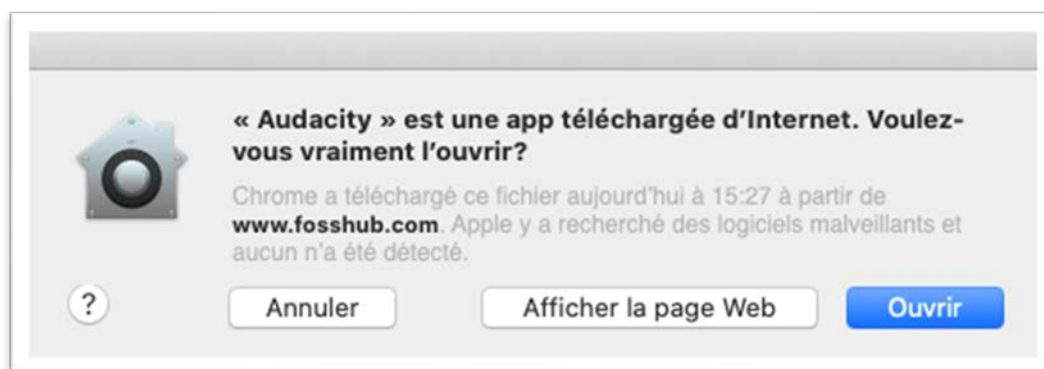 « Audacity » est une app téléchargée d’Internet. Voulez-
vous vraiment l’ouvrir?
Chrome a téléchargé ce fichier aujourd’hui à 15:27 à partir de
www.fosshub.com. Apple y a recherché des logiciels malveillants et
aucun n’a été détecté.
? Annuler Afficher la page Web Ouvrir